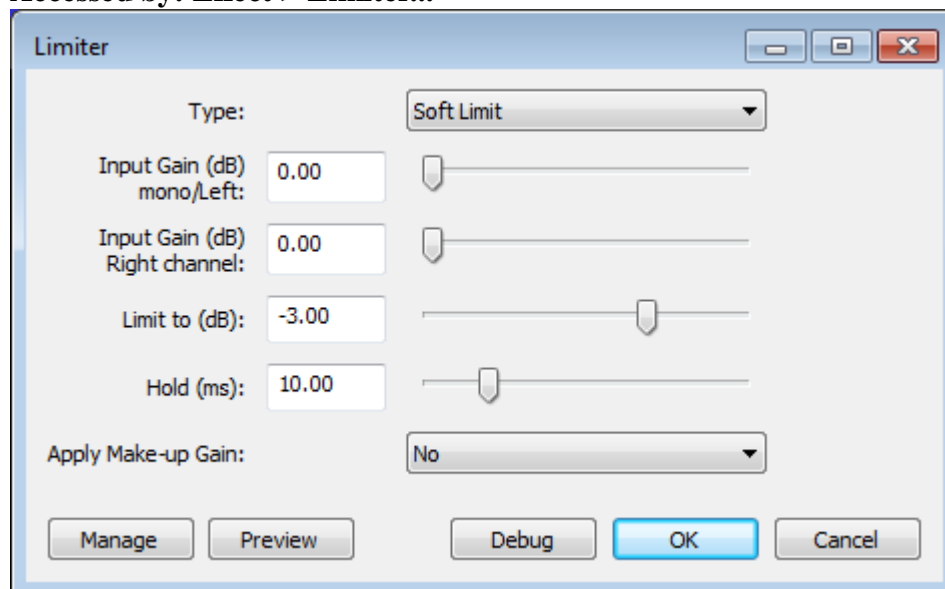 Limiter
Type:
Soft Limit
Input Gain (dB)
mono/Left:
0.00
Input Gain (dB)
Right channel:
0.00
Limit to (dB):
-3.00
Hold (ms):
10.00
Apply Make-up Gain:
No
Manage
Preview
Debug
OK
Cancel